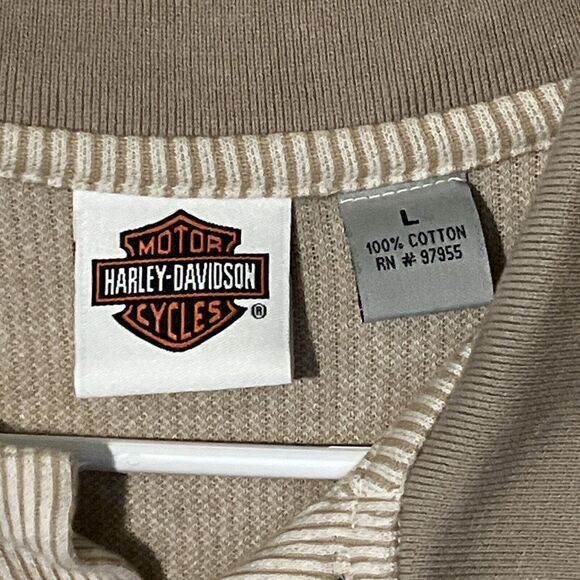 MOTOR
HARLEY-DAVIDSON
CYCLES
®
L
100% COTTON
RN # 97955